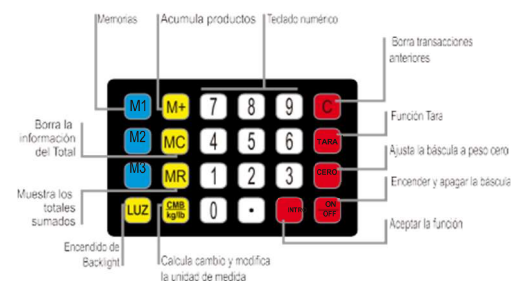 Memorias
Acumula productos
Teclado numérico
Borra transacciones
anteriores
M1 M+ 7 8 9 C
Borra la
información
del Total
Función Tara
M2 MC 4 5 6 TARA
Ajusta la báscula a peso cero
M3 MR 1 2 3 CERO
Muestra los
totales
sumados
Encender y apagar la báscula
LUZ CMB
kg/lb 0 . ON
OFF
Aceptar la función
Encendido de
Backlight
Calcula cambio y modifica
la unidad de medida